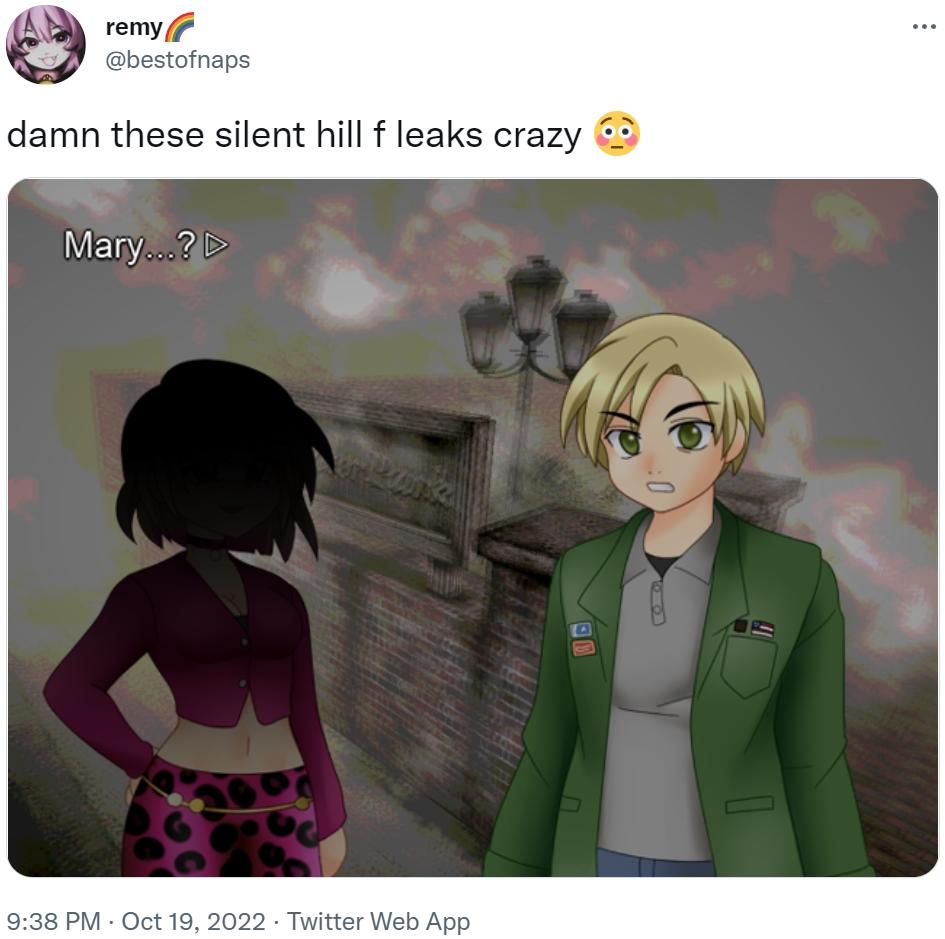 remy🌈
@bestofnaps
damn these silent hill f leaks crazy 😳
Mary...? ▷
9:38 PM · Oct 19, 2022 · Twitter Web App